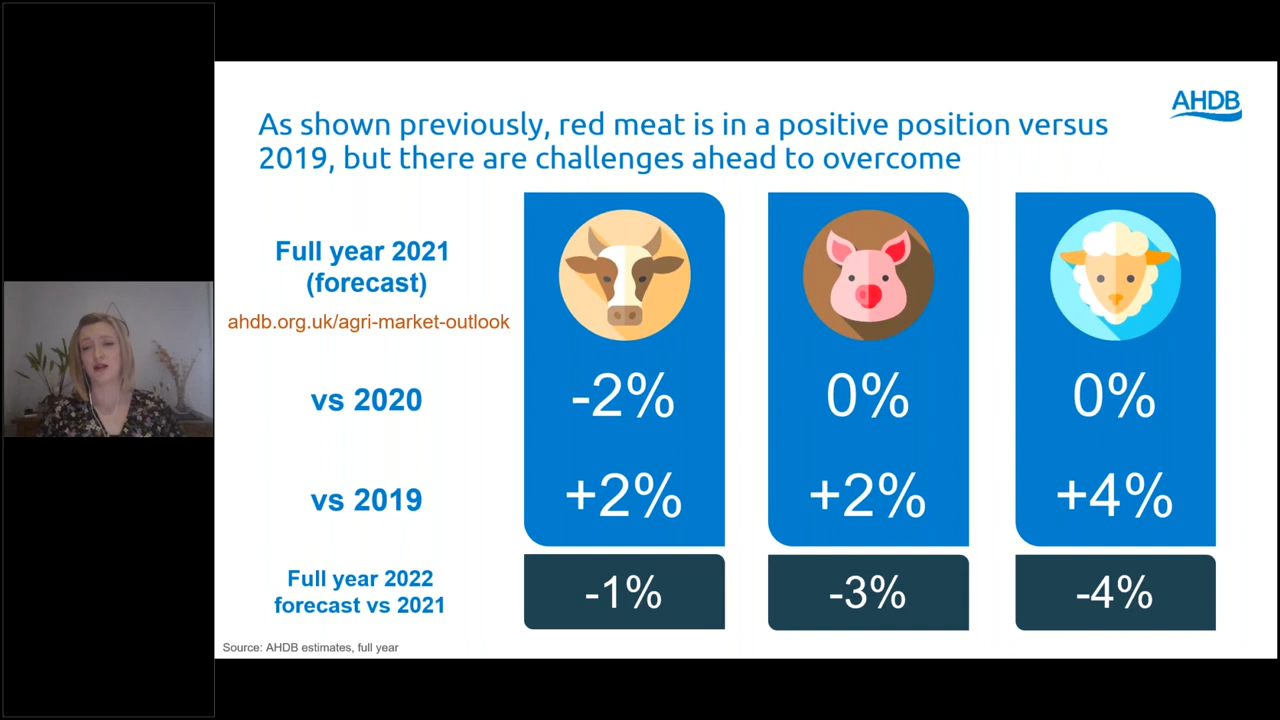 AHDB
As shown previously, red meat is in a positive position versus
2019, but there are challenges ahead to overcome
Full year 2021
(forecast)
ahdb.org.uk/agri-market-outlook
vs 2020
-2%
0%
0%
vs 2019
+2%
+2%
+4%
Full year 2022
forecast vs 2021
-1%
-3%
-4%
Source: AHDB estimates, full year